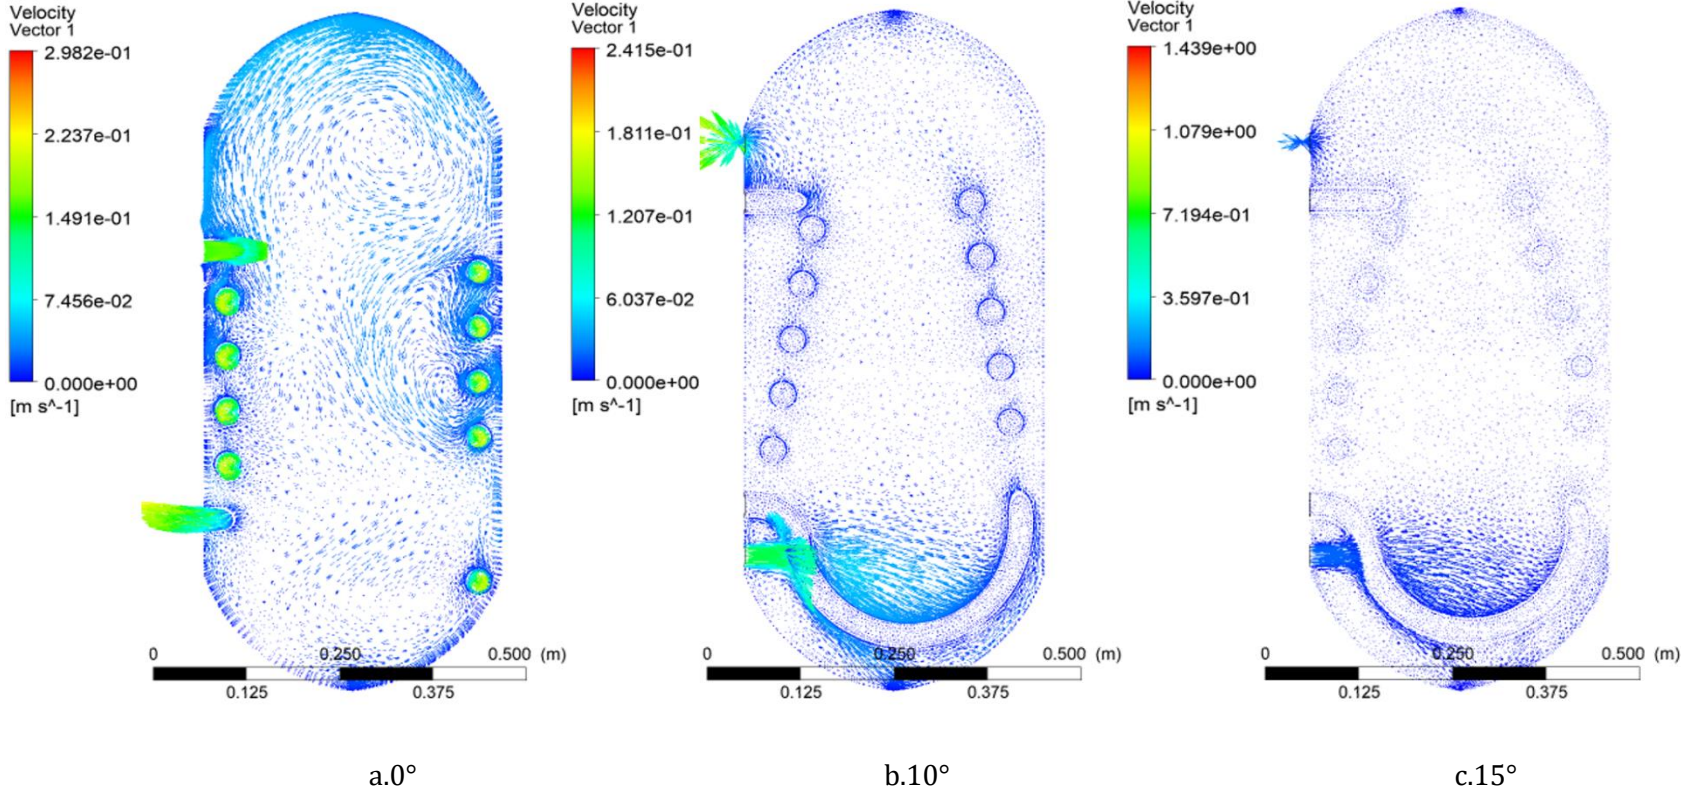 Velocity
Vector 1
2.982e-01
2.237e-01
1.491e-01
7.456e-02
0.000e+00
[m s^-1]
0 0.250 0.500 (m)
0.125 0.375
a.0°
Velocity
Vector 1
2.415e-01
1.811e-01
1.207e-01
6.037e-02
0.000e+00
[m s^-1]
0 0.250 0.500 (m)
0.125 0.375
b.10°
Velocity
Vector 1
1.439e+00
1.079e+00
7.194e-01
3.597e-01
0.000e+00
[m s^-1]
0 0.250 0.500 (m)
0.125 0.375
c.15°